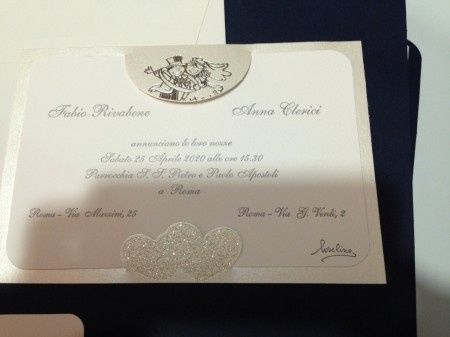 Fabio Rivabene Anna Clerici
annunciano le loro nozze
Sabato 25 Aprile 2020 alle ore 15.30
Parrocchia S. S. Pietro e Paolo Apostoli
a Roma
Roma - Via Mazzini, 25 Roma - Via G. Verdi, 2